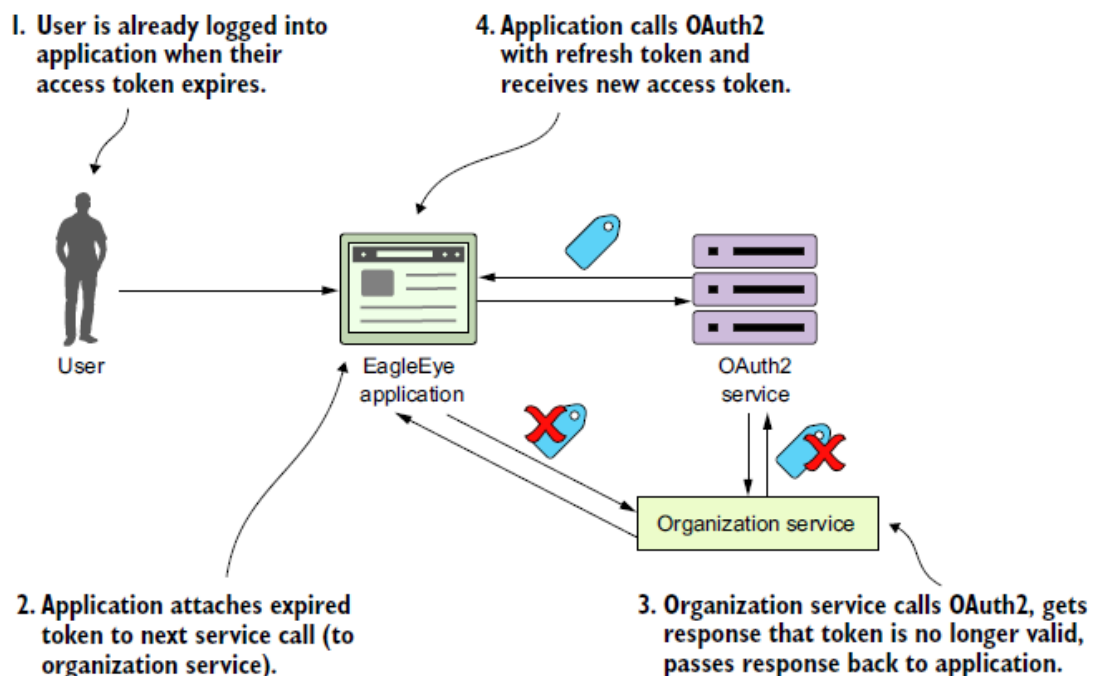 1. User is already logged into
application when their
access token expires.
4. Application calls OAuth2
with refresh token and
receives new access token.
User
EagleEye
application
OAuth2
service
Organization service
2. Application attaches expired
token to next service call (to
organization service).
3. Organization service calls OAuth2, gets
response that token is no longer valid,
passes response back to application.